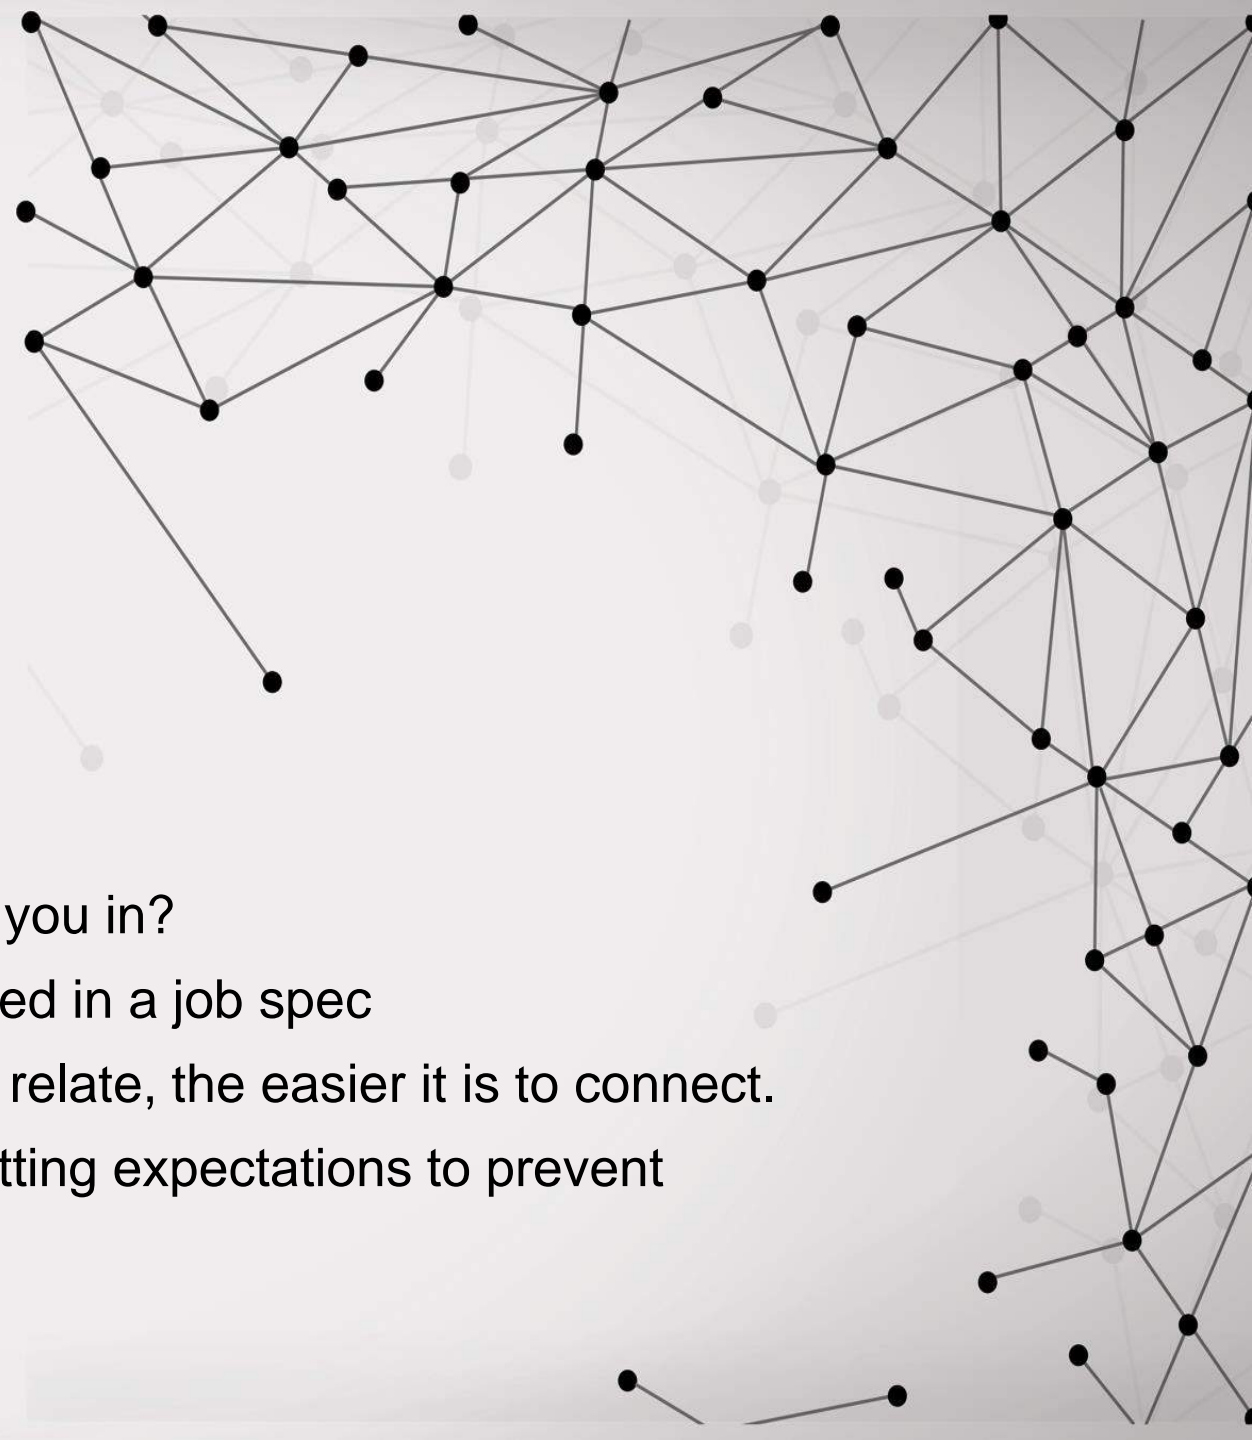 you in?
ed in a job spec
relate, the easier it is to connect.
tting expectations to prevent